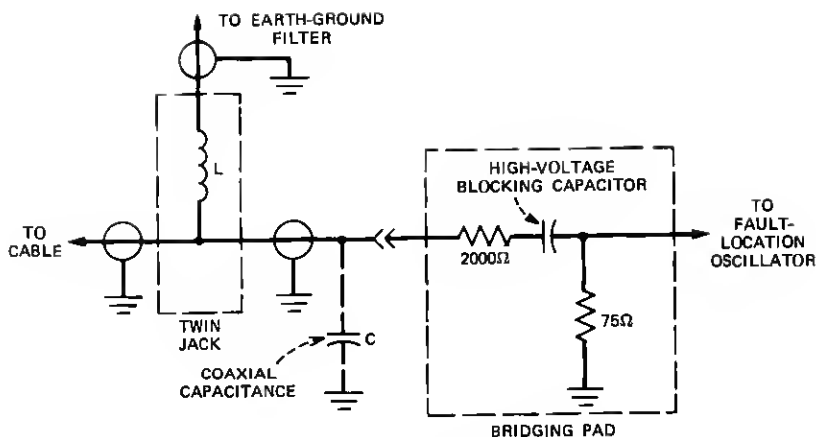 TO EARTH-GROUND
FILTER
L
TO
CABLE
TWIN
JACK
COAXIAL
CAPACITANCE
C
HIGH-VOLTAGE
BLOCKING CAPACITOR
2000Ω
75Ω
TO
FAULT-
LOCATION
OSCILLATOR
BRIDGING PAD